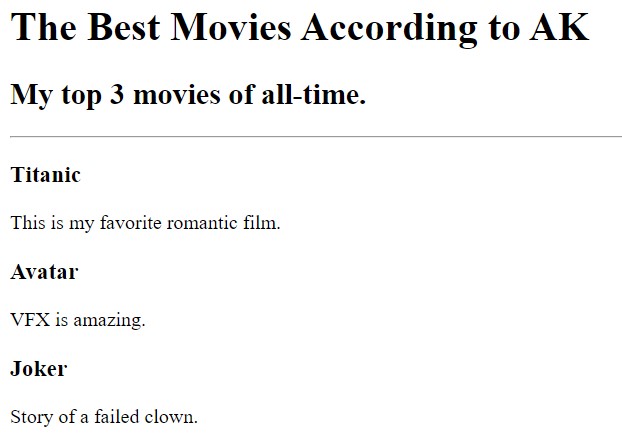 The Best Movies According to AK
My top 3 movies of all-time.
Titanic
This is my favorite romantic film.
Avatar
VFX is amazing.
Joker
Story of a failed clown.